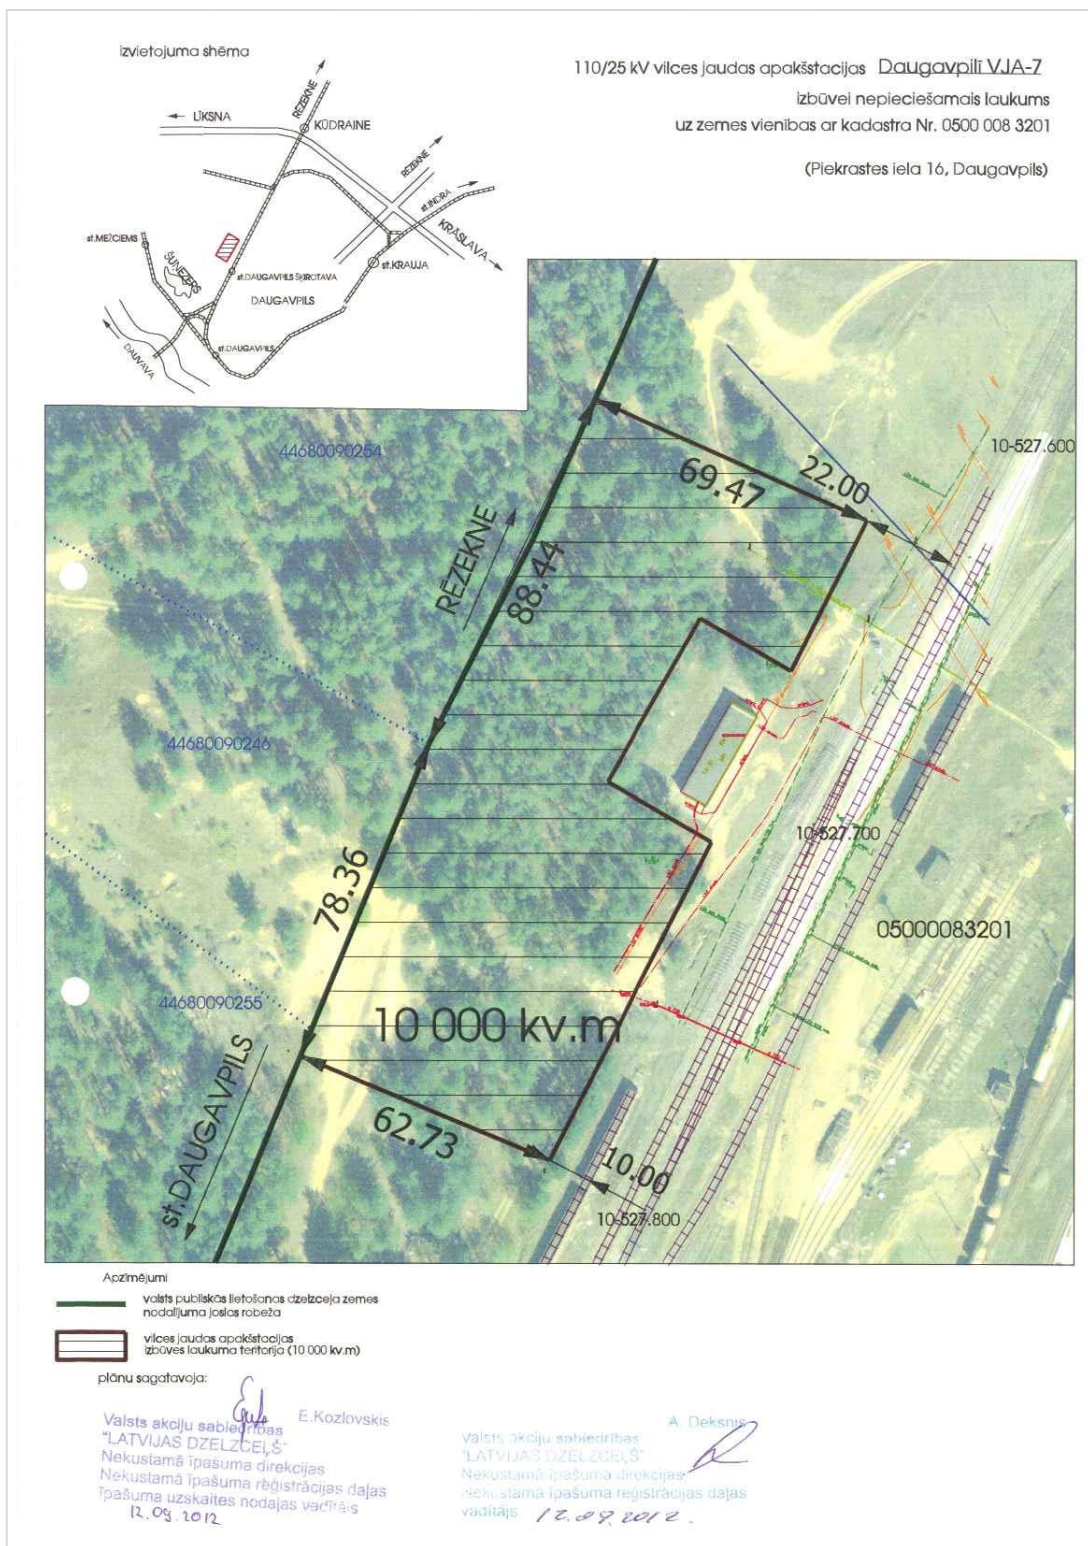 izvietojuma shēma
110/25 kV vilces jaudas apakšstacijas Daugavpilī VJA-7
izbūvei nepieciešamais laukums
uz zemes vienības ar kadastra Nr. 0500 008 3201
(Piekrastes iela 16, Daugavpils)
RĒZEKNE
LĪKSNA
KŪDRAINE
RĒZEKNE
st.INDRA
st.MEŽCIEMS
KRĀSLAVA
ŠUŅEZERS
st.KRAUJA
st.DAUGAVPILS ŠĶIROTAVA
DAUGAVPILS
st.DAUGAVPILS
DAUGAVA
44680090254
10-527.600
69.47
22.00
RĒZEKNE
88.44
44680090246
10-527.700
78.36
05000083201
44680090255
10 000 kv.m
st.DAUGAVPILS
62.73
10.00
10-527.800
Apzīmējumi
valsts publiskās lietošanas dzelzceļa zemes
nodalījuma joslas robeža
vilces jaudas apakšstacijas
izbūves laukuma teritorija (10 000 kv.m)
plānu sagatavoja:
E.Kozlovskis
Valsts akciju sabiedrības
"LATVIJAS DZELZCEĻŠ"
Nekustamā īpašuma direkcijas
Nekustamā īpašuma reģistrācijas daļas
Īpašuma uzskaites nodaļas vadītājs
12.09.2012
A. Deksnis
Valsts akciju sabiedrības
"LATVIJAS DZELZCEĻŠ"
Nekustamā īpašuma direkcijas
Nekustamā īpašuma reģistrācijas daļas
vadītājs 12.09.2012.